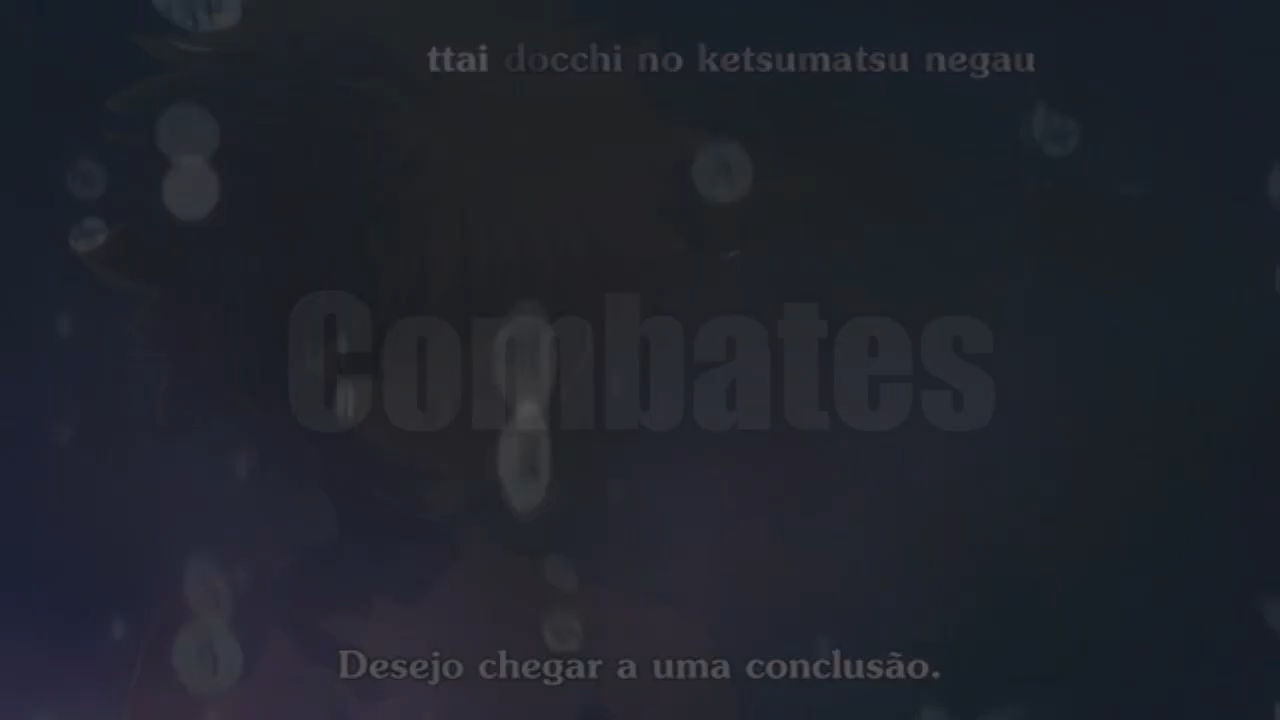 ttai docchi no ketsumatsu negau
Combates
Desejo chegar a uma conclusão.